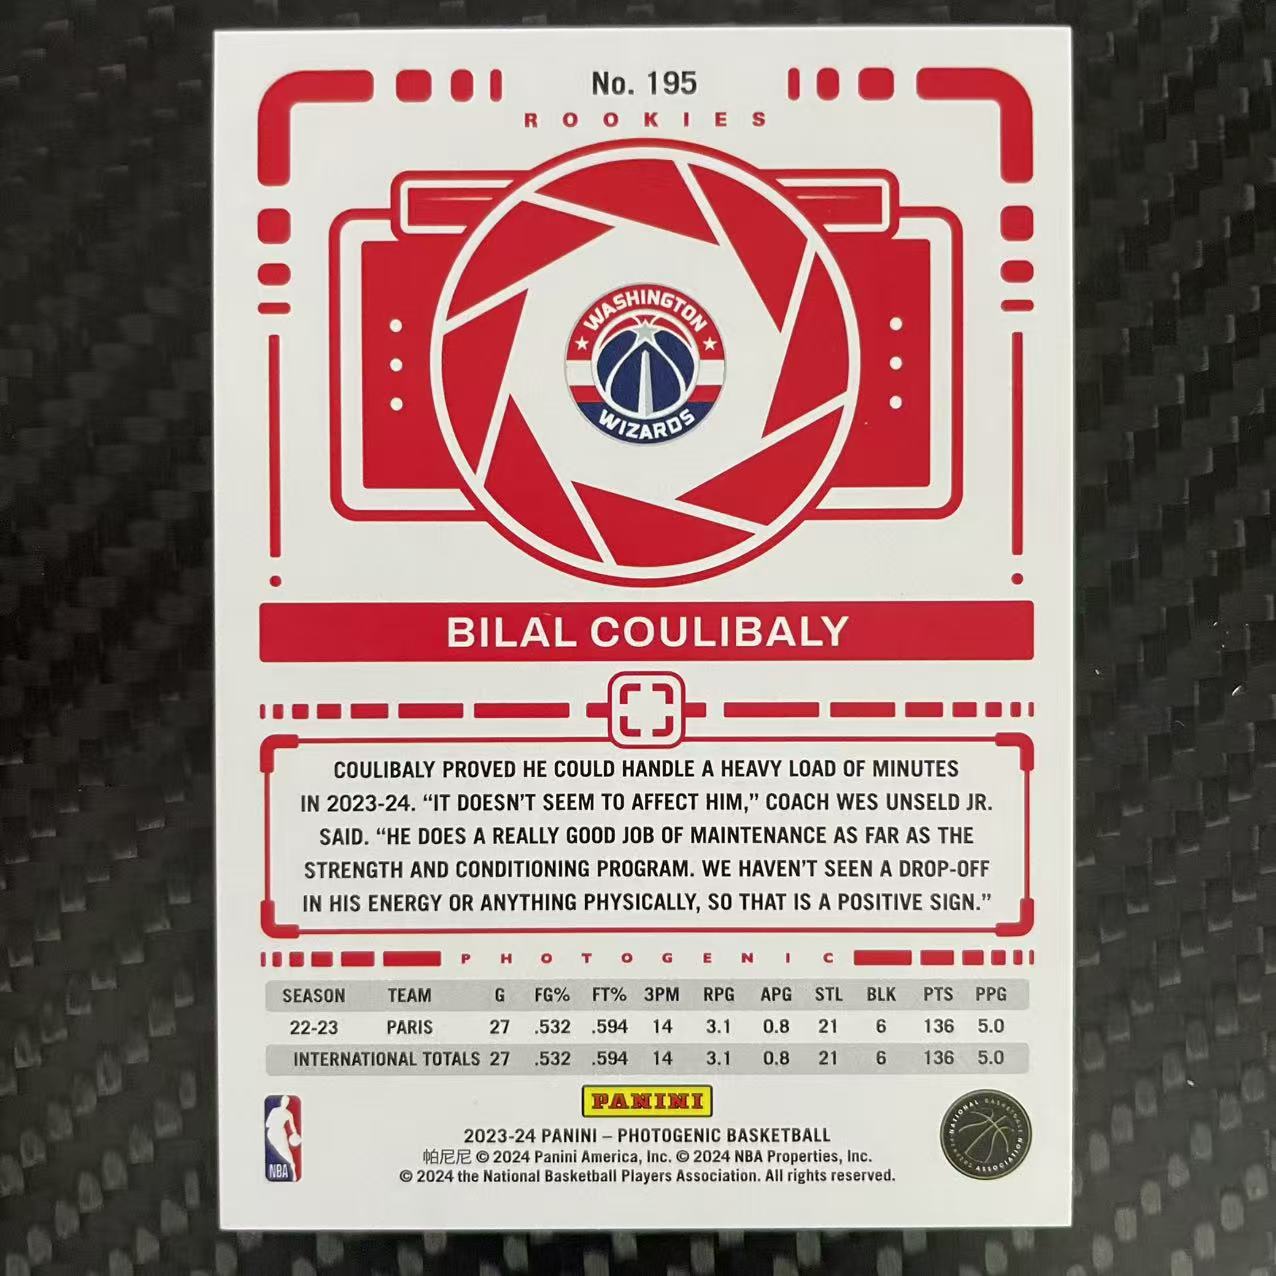 No. 195
ROOKIES
WASHINGTON
WIZARDS
BILAL COULIBALY
COULIBALY PROVED HE COULD HANDLE A HEAVY LOAD OF MINUTES
IN 2023-24. “IT DOESN'T SEEM TO AFFECT HIM,” COACH WES UNSELD JR.
SAID. “HE DOES A REALLY GOOD JOB OF MAINTENANCE AS FAR AS THE
STRENGTH AND CONDITIONING PROGRAM. WE HAVEN'T SEEN A DROP-OFF
IN HIS ENERGY OR ANYTHING PHYSICALLY, SO THAT IS A POSITIVE SIGN.”
PHOTOGENIC
SEASON TEAM G FG% FT% 3PM RPG APG STL BLK PTS PPG
22-23 PARIS 27 .532 .594 14 3.1 0.8 21 6 136 5.0
INTERNATIONAL TOTALS 27 .532 .594 14 3.1 0.8 21 6 136 5.0
PANINI
NBA
NATIONAL BASKETBALL
PLAYERS ASSOCIATION
2023-24 PANINI – PHOTOGENIC BASKETBALL
帕尼尼 © 2024 Panini America, Inc. © 2024 NBA Properties, Inc.
© 2024 the National Basketball Players Association. All rights reserved.